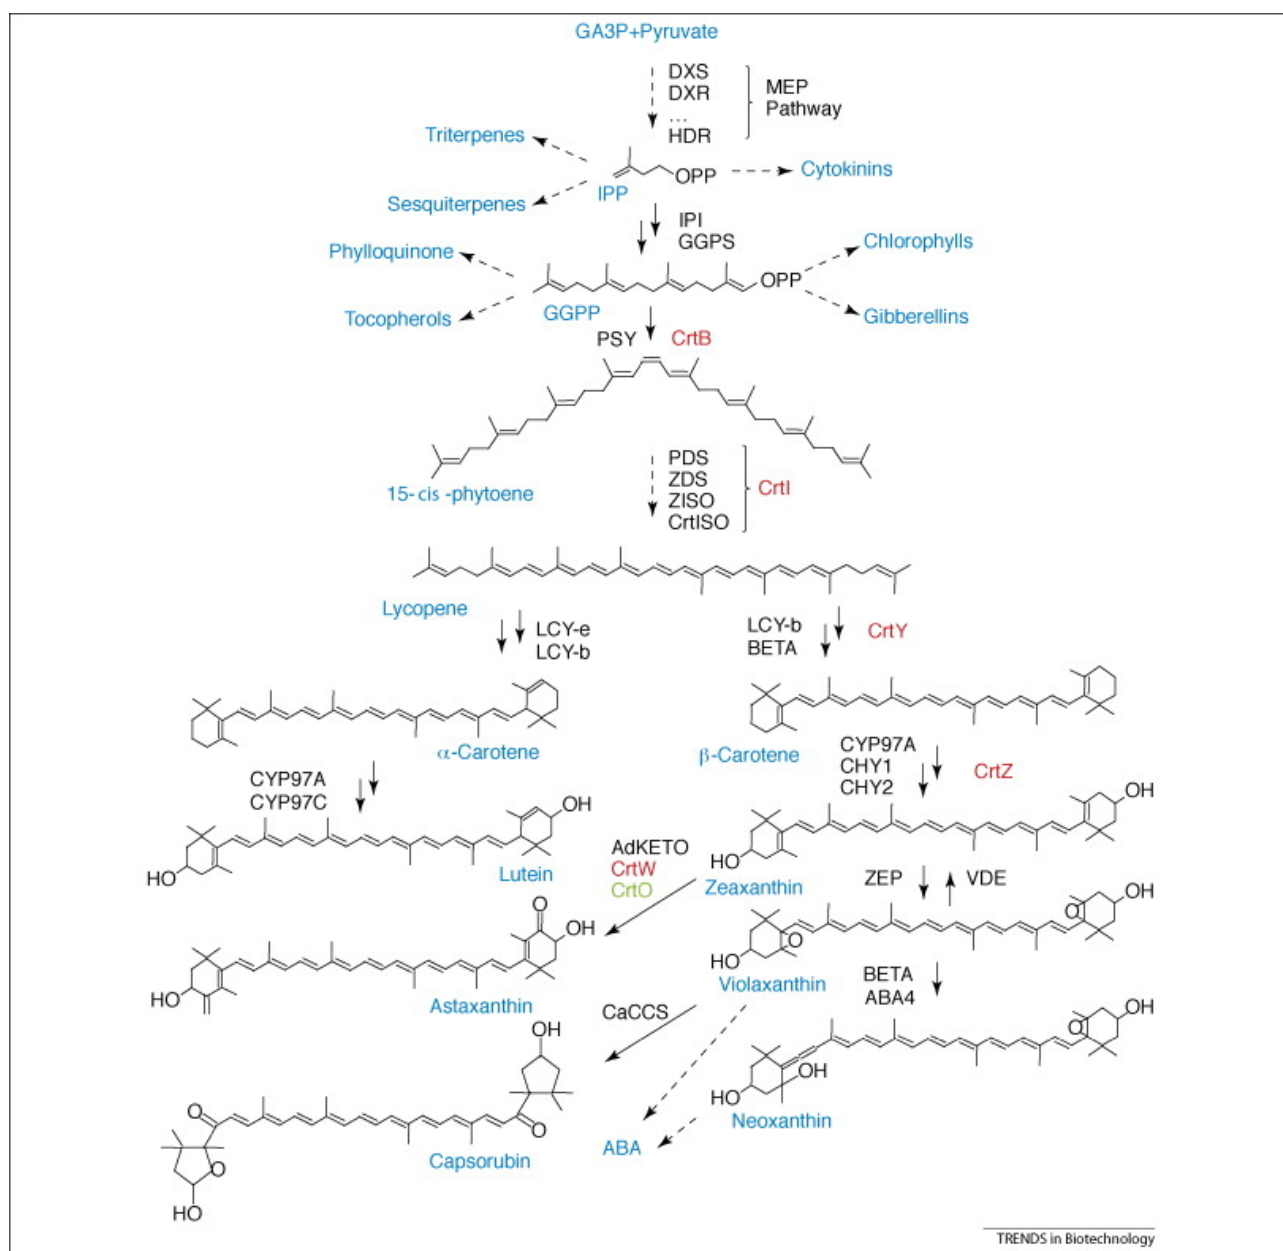 GA3P+Pyruvate
DXS
DXR
...
HDR
MEP
Pathway
Triterpenes
OPP
Cytokinins
IPP
Sesquiterpenes
IPI
GGPS
Phylloquinone
Chlorophylls
OPP
Tocopherols
GGPP
Gibberellins
PSY CrtB
15-cis-phytoene
PDS
ZDS
ZISO
CrtISO
CrtI
Lycopene
LCY-e
LCY-b
LCY-b
BETA
CrtY
α-Carotene
β-Carotene
CYP97A
CYP97C
CYP97A
CHY1
CHY2
CrtZ
OH
HO
Lutein
AdKETO
CrtW
CrtO
OH
HO
Zeaxanthin
ZEP
VDE
O
OH
HO
Astaxanthin
O
OH
O
HO
Violaxanthin
BETA
ABA4
CaCCS
OH
O
O
O
HO
Capsorubin
O
OH
OH
HO
Neoxanthin
ABA
TRENDS in Biotechnology